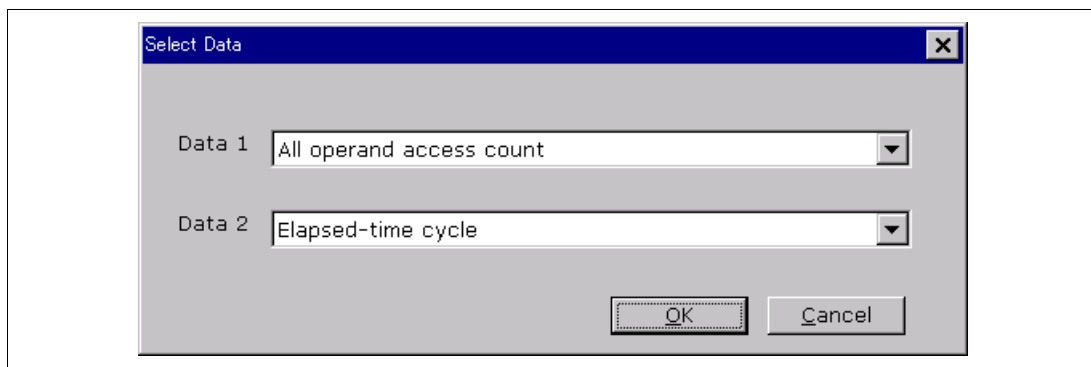 Select Data
Data 1 All operand access count
Data 2 Elapsed-time cycle
OK Cancel